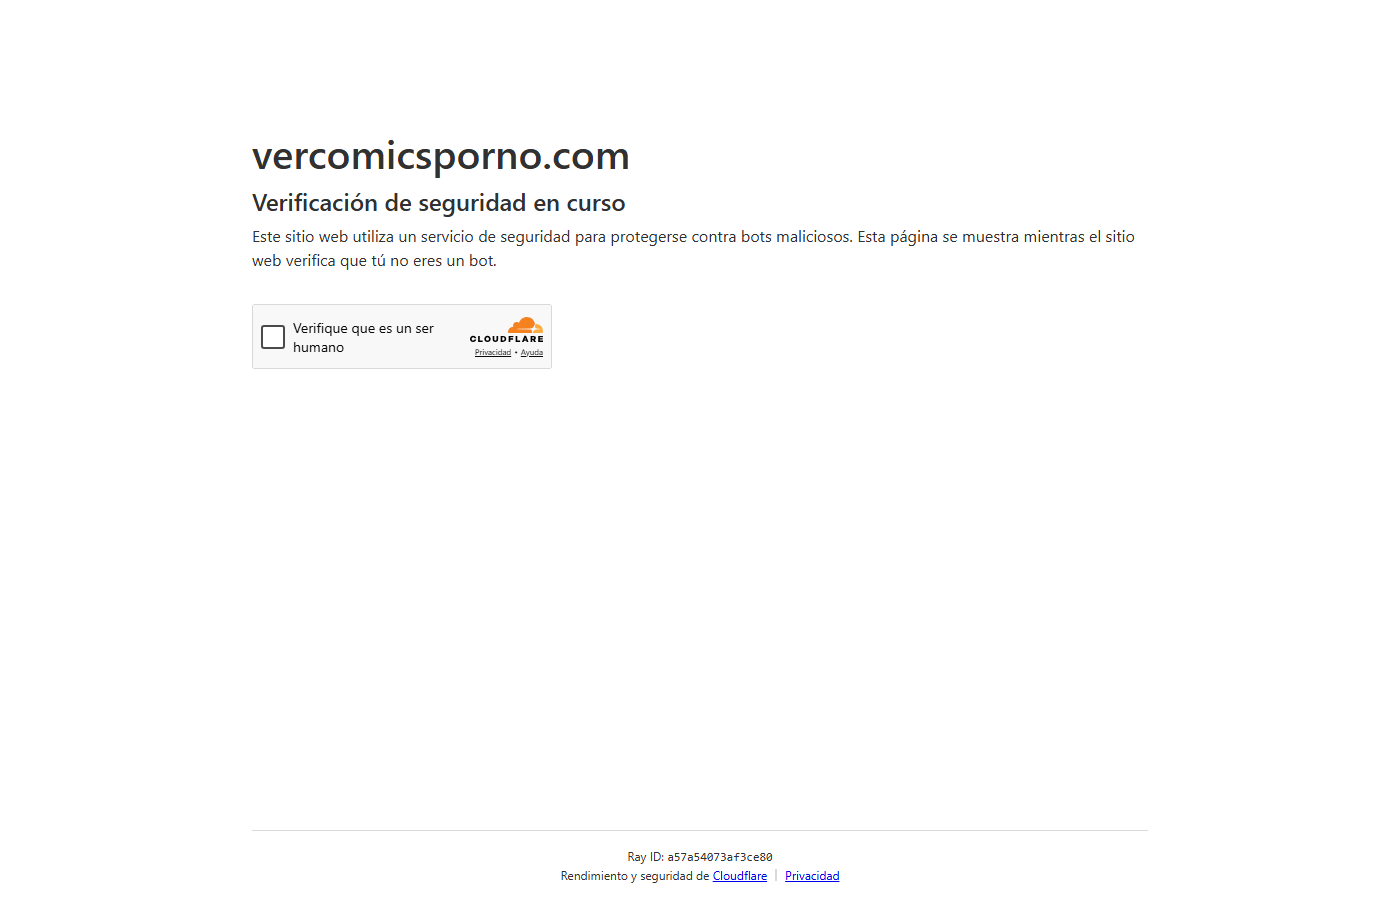 vercomicsporno.com
Verificación de seguridad en curso
Este sitio web utiliza un servicio de seguridad para protegerse contra bots maliciosos. Esta página se muestra mientras el sitio
web verifica que tú no eres un bot.
Verifique que es un ser
humano
CLOUDFLARE
Privacidad • Ayuda
Ray ID: a57a54073af3ce80
Rendimiento y seguridad de Cloudflare | Privacidad